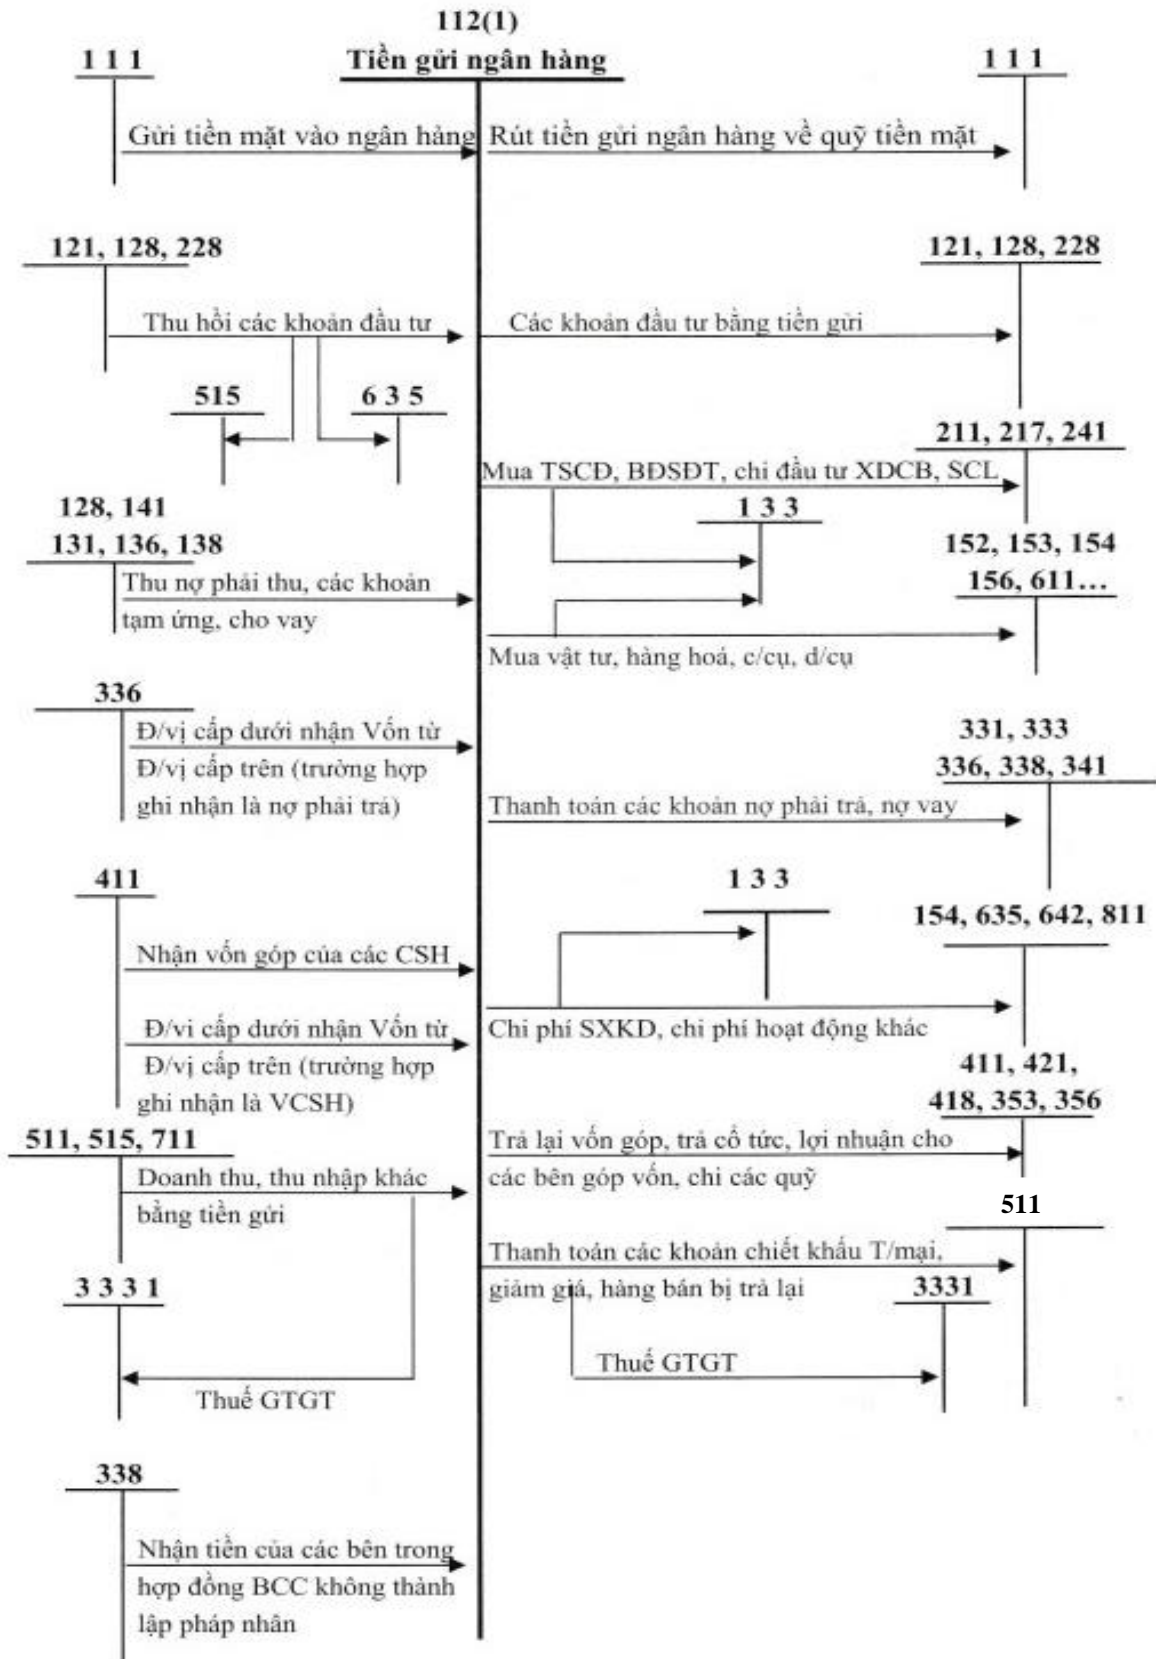 112(1)
Tiền gửi ngân hàng
1 1 1
1 1 1
Gửi tiền mặt vào ngân hàng
Rút tiền gửi ngân hàng về quỹ tiền mặt
121, 128, 228
121, 128, 228
Thu hồi các khoản đầu tư
Các khoản đầu tư bằng tiền gửi
515
6 3 5
211, 217, 241
Mua TSCĐ, BĐSĐT, chi đầu tư XDCB, SCL
128, 141
131, 136, 138
1 3 3
152, 153, 154
156, 611...
Thu nợ phải thu, các khoản
tạm ứng, cho vay
Mua vật tư, hàng hoá, c/cụ, d/cụ
336
Đ/vị cấp dưới nhận Vốn từ
Đ/vị cấp trên (trường hợp
ghi nhận là nợ phải trả)
331, 333
336, 338, 341
Thanh toán các khoản nợ phải trả, nợ vay
411
1 3 3
154, 635, 642, 811
Nhận vốn góp của các CSH
Đ/vi cấp dưới nhận Vốn từ
Đ/vị cấp trên (trường hợp
ghi nhận là VCSH)
Chi phí SXKD, chi phí hoạt động khác
411, 421,
418, 353, 356
511, 515, 711
Doanh thu, thu nhập khác
bằng tiền gửi
Trả lại vốn góp, trả cổ tức, lợi nhuận cho
các bên góp vốn, chi các quỹ
511
Thanh toán các khoản chiết khấu T/mại,
giảm giá, hàng bán bị trả lại
3 3 3 1
3331
Thuế GTGT
Thuế GTGT
338
Nhận tiền của các bên trong
hợp đồng BCC không thành
lập pháp nhân